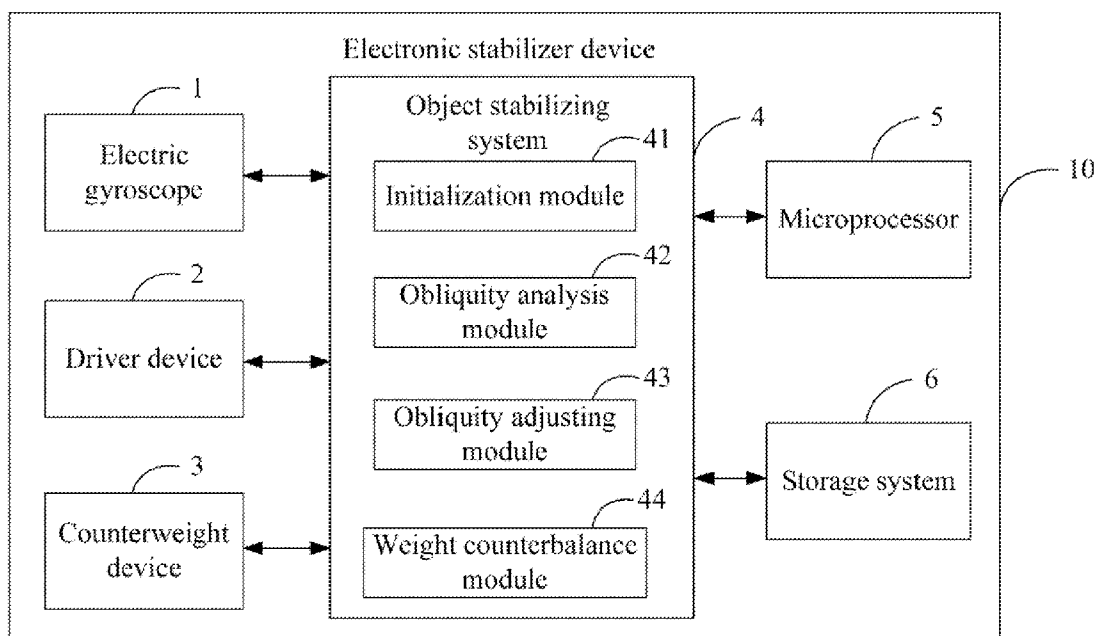 Electronic stabilizer device
1
Electric
gyroscope
2
Driver device
3
Counterweight
device
Object stabilizing
system
41
Initialization module
42
Obliquity analysis
module
43
Obliquity adjusting
module
44
Weight counterbalance
module
4
5
Microprocessor
6
Storage system
10